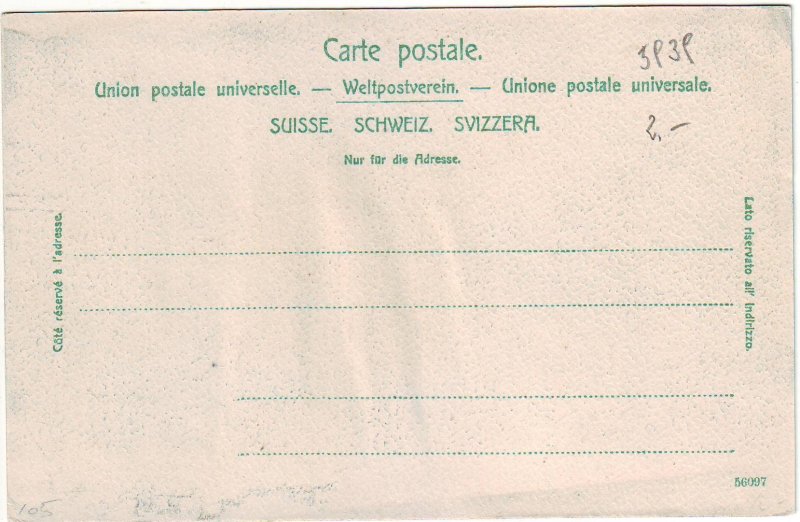 Carte postale.
3939
Union postale universelle. — Weltpostverein. — Unione postale universale.
SUISSE. SCHWEIZ. SVIZZERA.
2,—
Nur für die Adresse.
Côté réservé à l'adresse.
Lato riservato all' Indirizzo.
56097
105